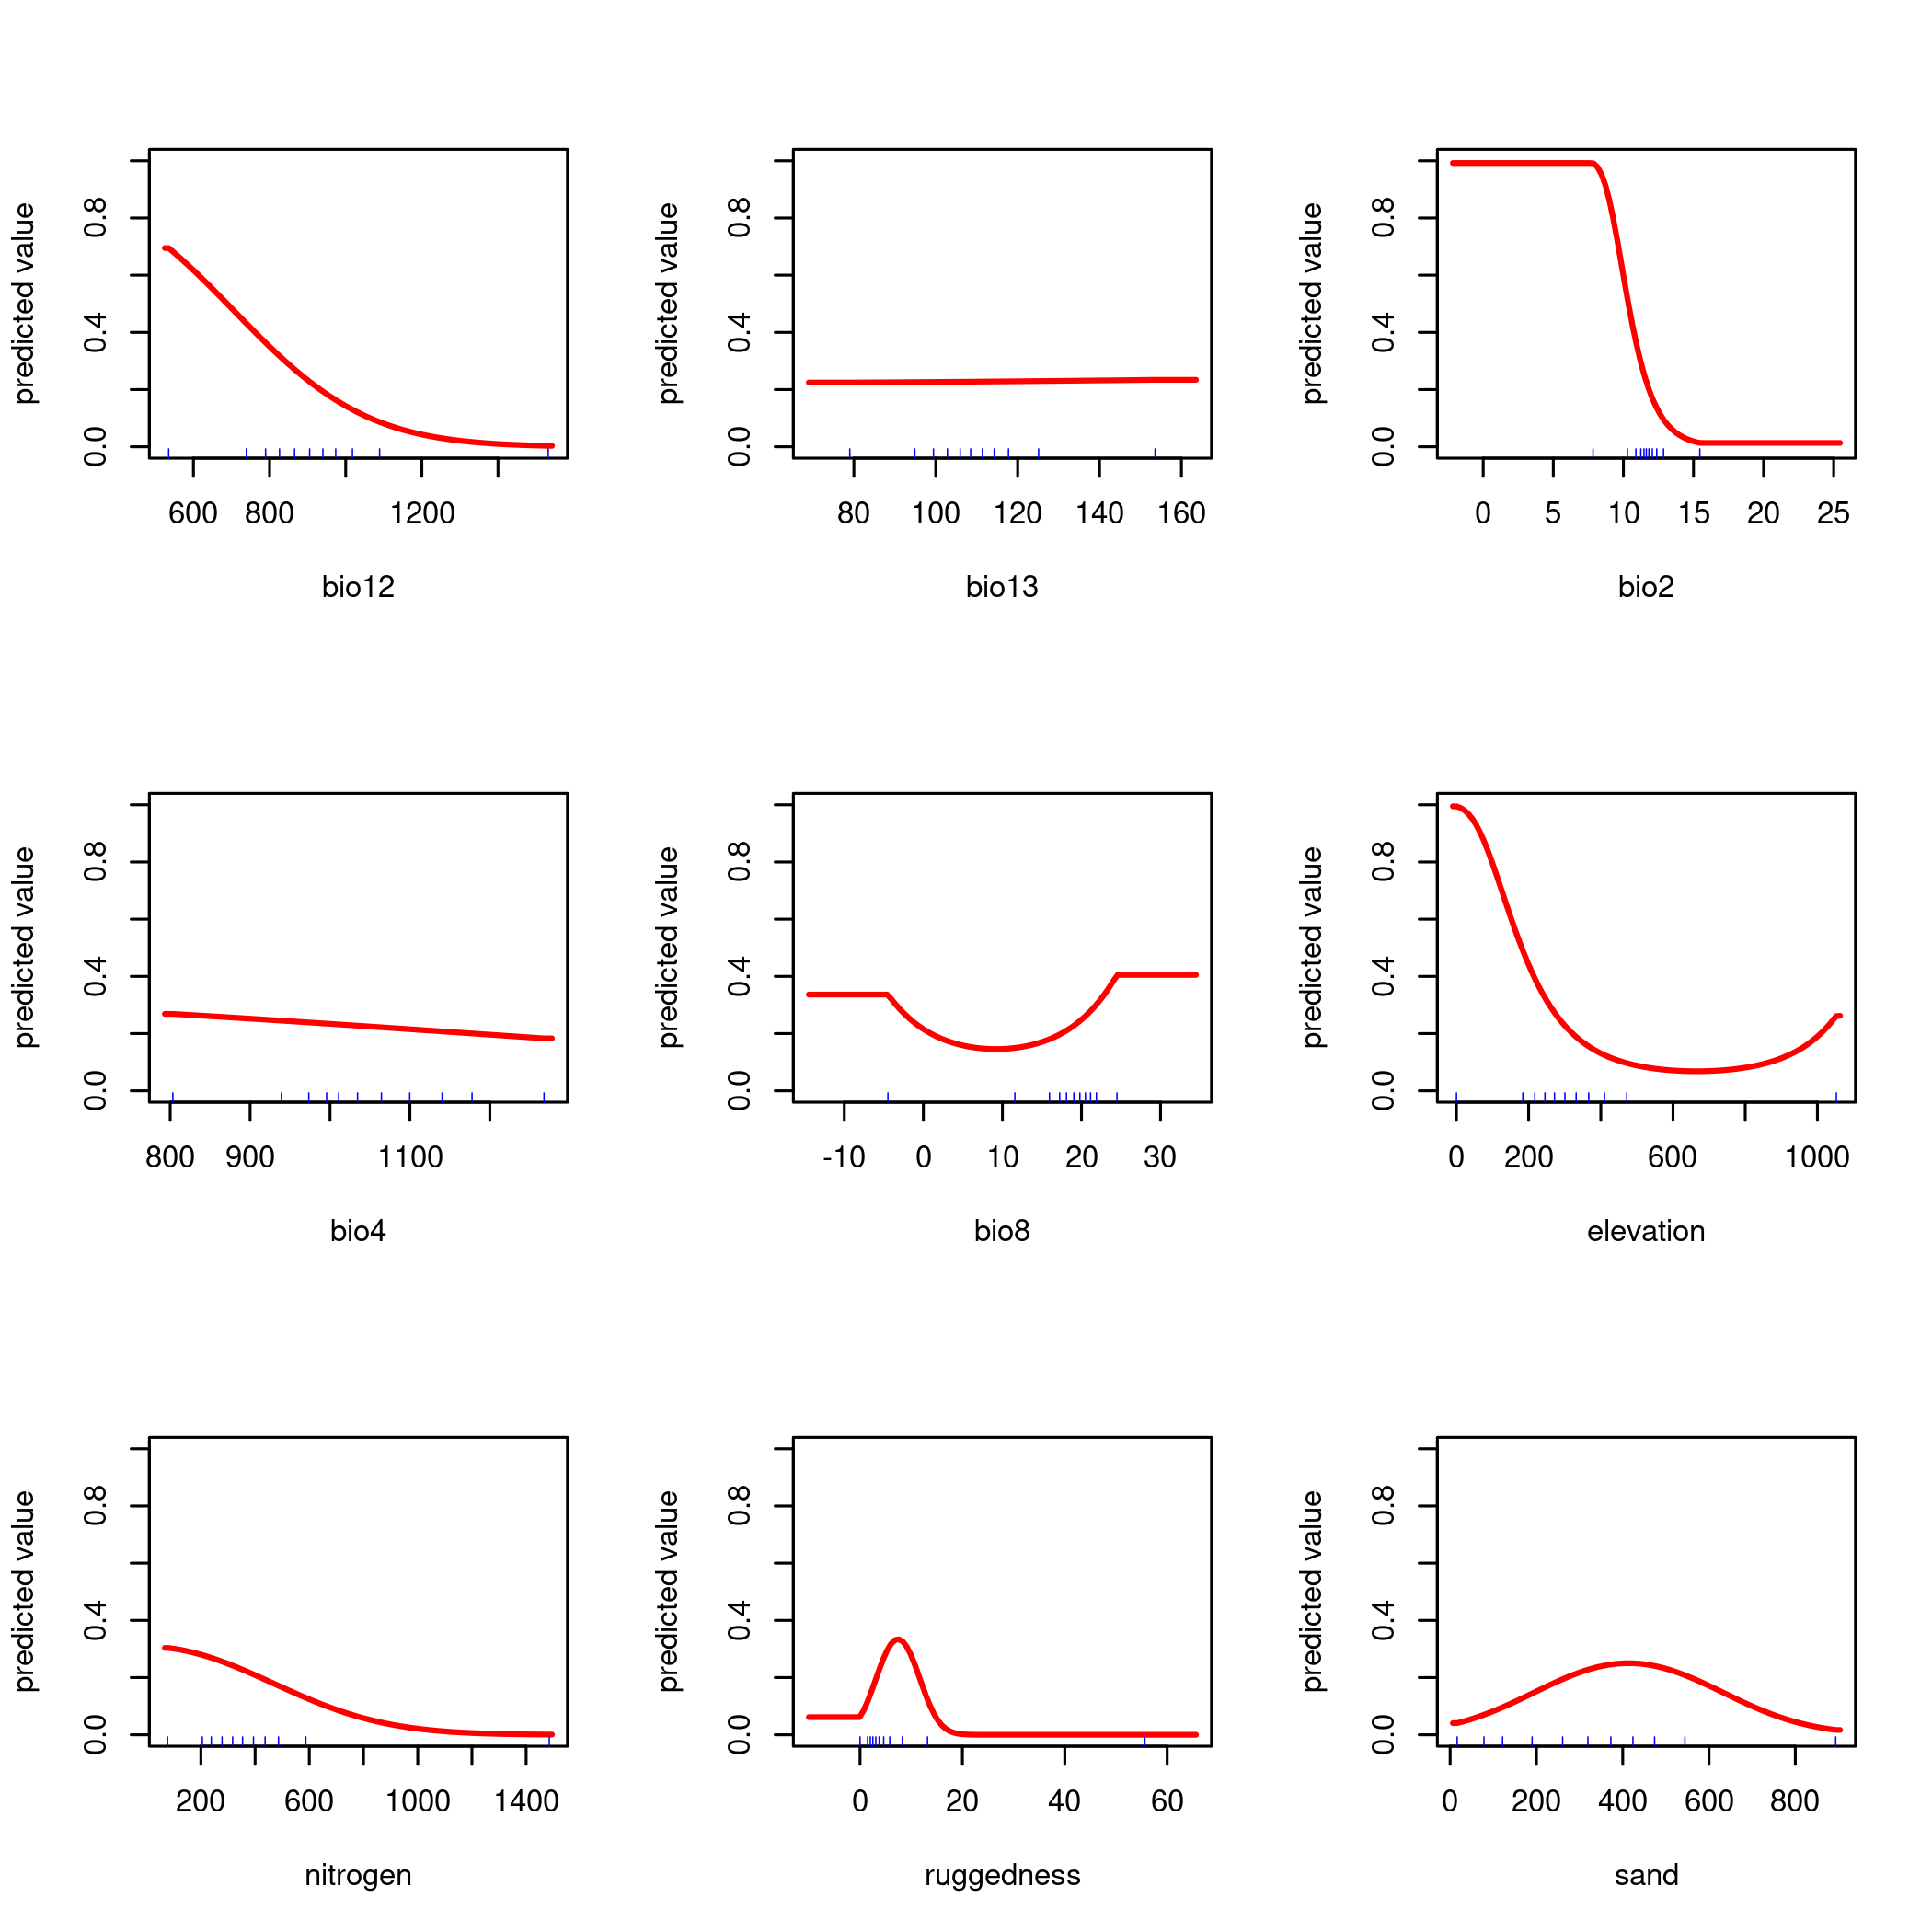 predicted value
0.0 0.4 0.8
600 800 1200
bio12
predicted value
0.0 0.4 0.8
80 100 120 140 160
bio13
predicted value
0.0 0.4 0.8
0 5 10 15 20 25
bio2
predicted value
0.0 0.4 0.8
800 900 1100
bio4
predicted value
0.0 0.4 0.8
-10 0 10 20 30
bio8
predicted value
0.0 0.4 0.8
0 200 600 1000
elevation
predicted value
0.0 0.4 0.8
200 600 1000 1400
nitrogen
predicted value
0.0 0.4 0.8
0 20 40 60
ruggedness
predicted value
0.0 0.4 0.8
0 200 400 600 800
sand